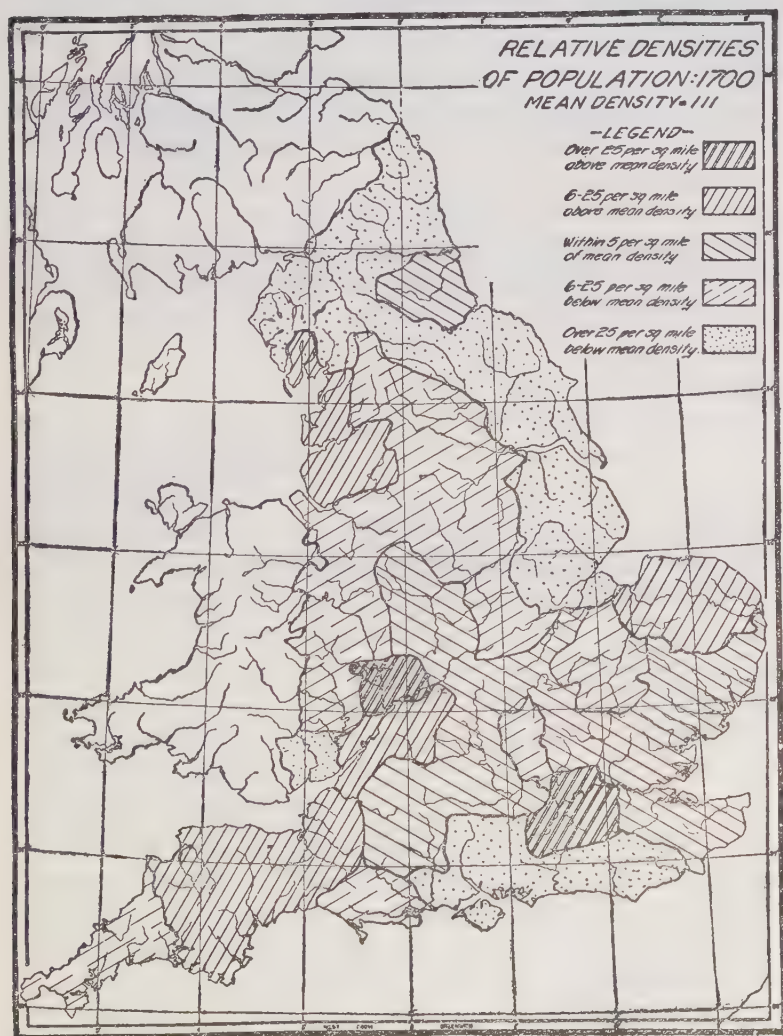 RELATIVE DENSITIES
OF POPULATION:1700
MEAN DENSITY=111
-LEGEND-
Over 25 per sq mile
above mean density
6-25 per sq mile
above mean density
Within 5 per sq mile
of mean density
6-25 per sq mile
below mean density
Over 25 per sq mile
below mean density